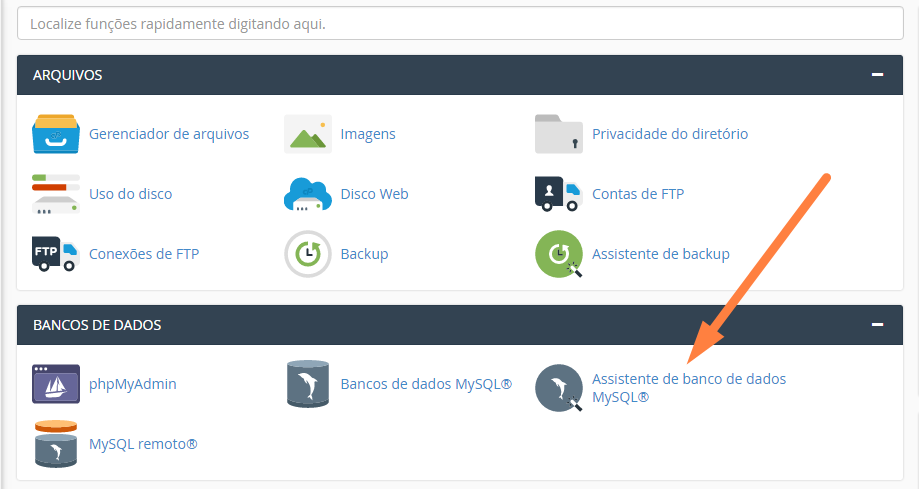 Localize funções rapidamente digitando aqui.
ARQUIVOS
Gerenciador de arquivos
Imagens
Privacidade do diretório
Uso do disco
Disco Web
Contas de FTP
FTP
Conexões de FTP
Backup
Assistente de backup
BANCOS DE DADOS
phpMyAdmin
Bancos de dados MySQL®
Assistente de banco de dados
MySQL®
MySQL remoto®